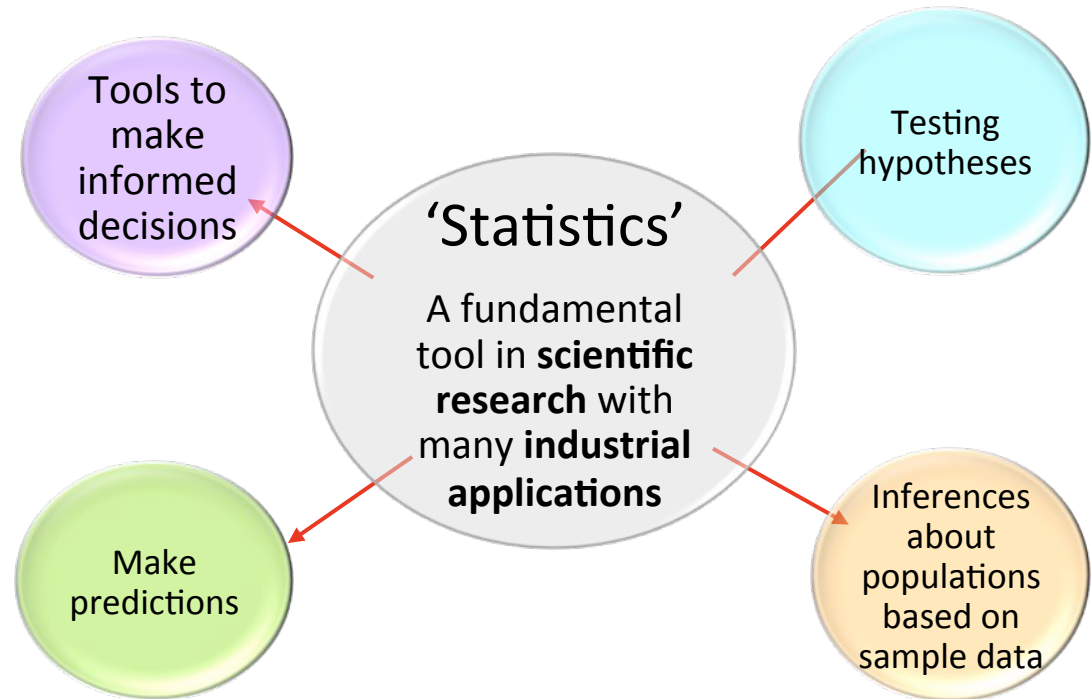 Tools to
make
informed
decisions
Testing
hypotheses
‘Statistics’
A fundamental
tool in scientific
research with
many industrial
applications
Make
predictions
Inferences
about
populations
based on
sample data